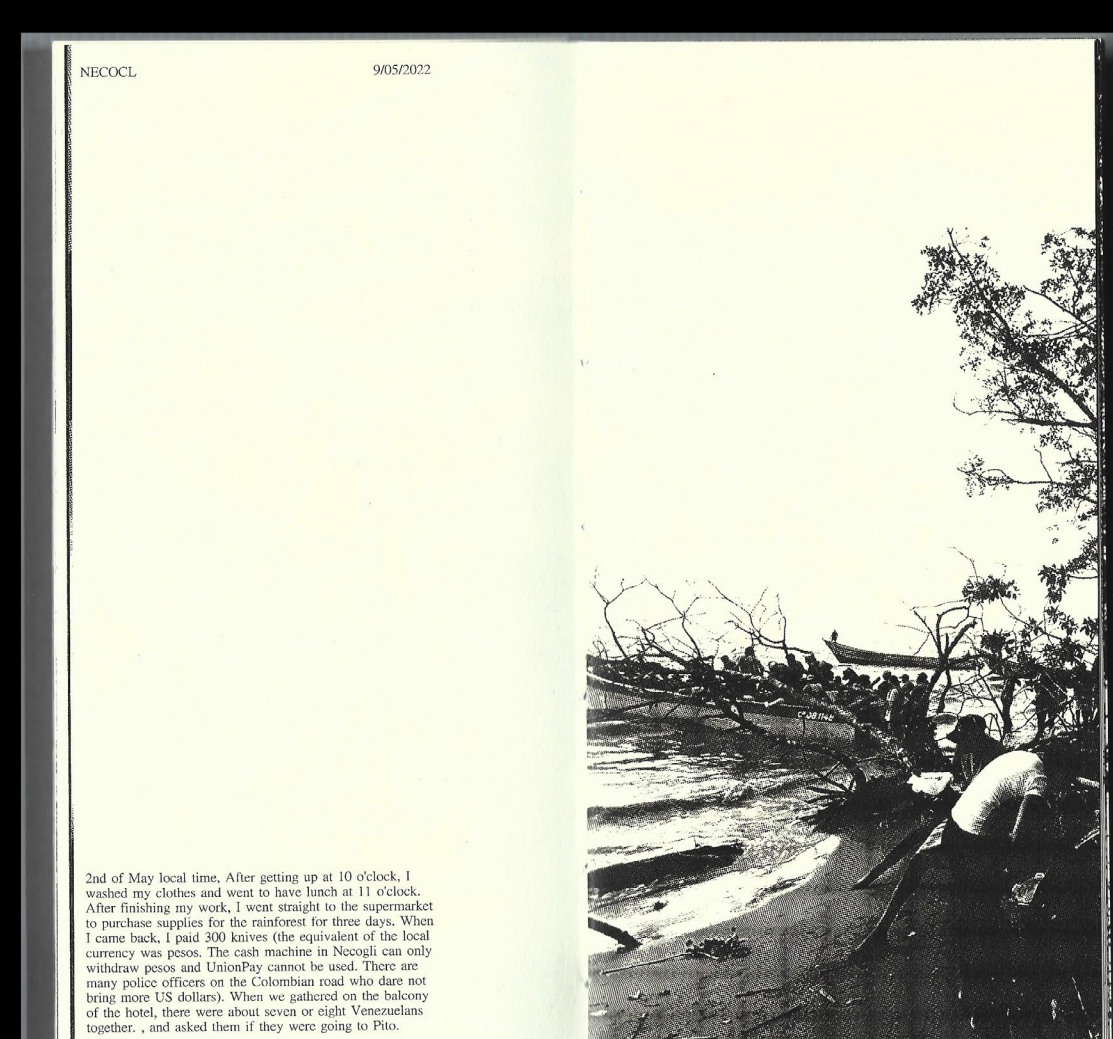 NECOCL
9/05/2022
2nd of May local time, After getting up at 10 o'clock, I
washed my clothes and went to have lunch at 11 o'clock.
After finishing my work, I went straight to the supermarket
to purchase supplies for the rainforest for three days. When
I came back, I paid 300 knives (the equivalent of the local
currency was pesos. The cash machine in Necogli can only
withdraw pesos and UnionPay cannot be used. There are
many police officers on the Colombian road who dare not
bring more US dollars). When we gathered on the balcony
of the hotel, there were about seven or eight Venezuelans
together. , and asked them if they were going to Pito.